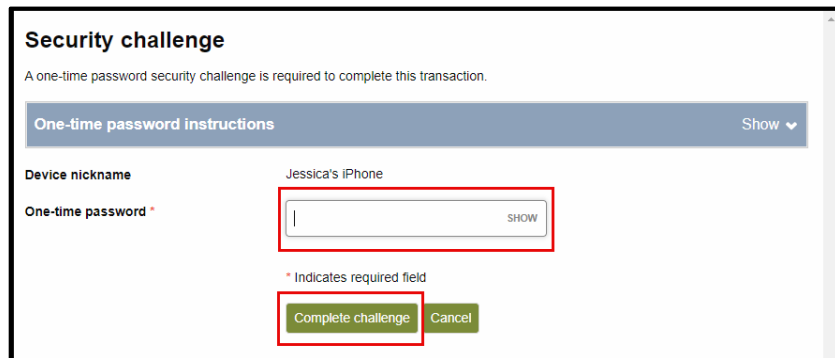 Security challenge
A one-time password security challenge is required to complete this transaction.
One-time password instructions Show
Device nickname Jessica's iPhone
One-time password * SHOW
* Indicates required field
Complete challenge Cancel